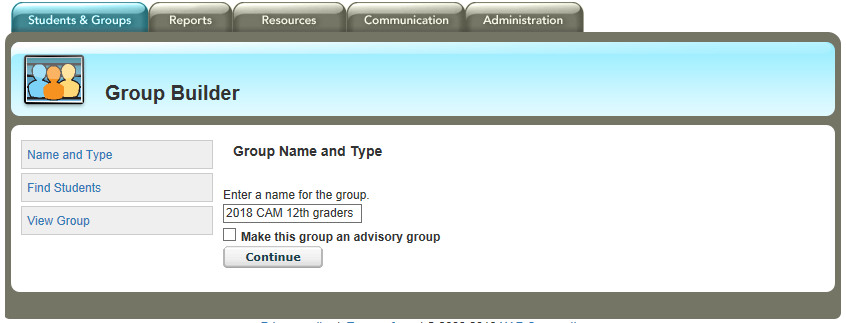 Students & Groups Reports Resources Communication Administration
Group Builder
Name and Type
Find Students
View Group
Group Name and Type
Enter a name for the group.
2018 CAM 12th graders
Make this group an advisory group
Continue